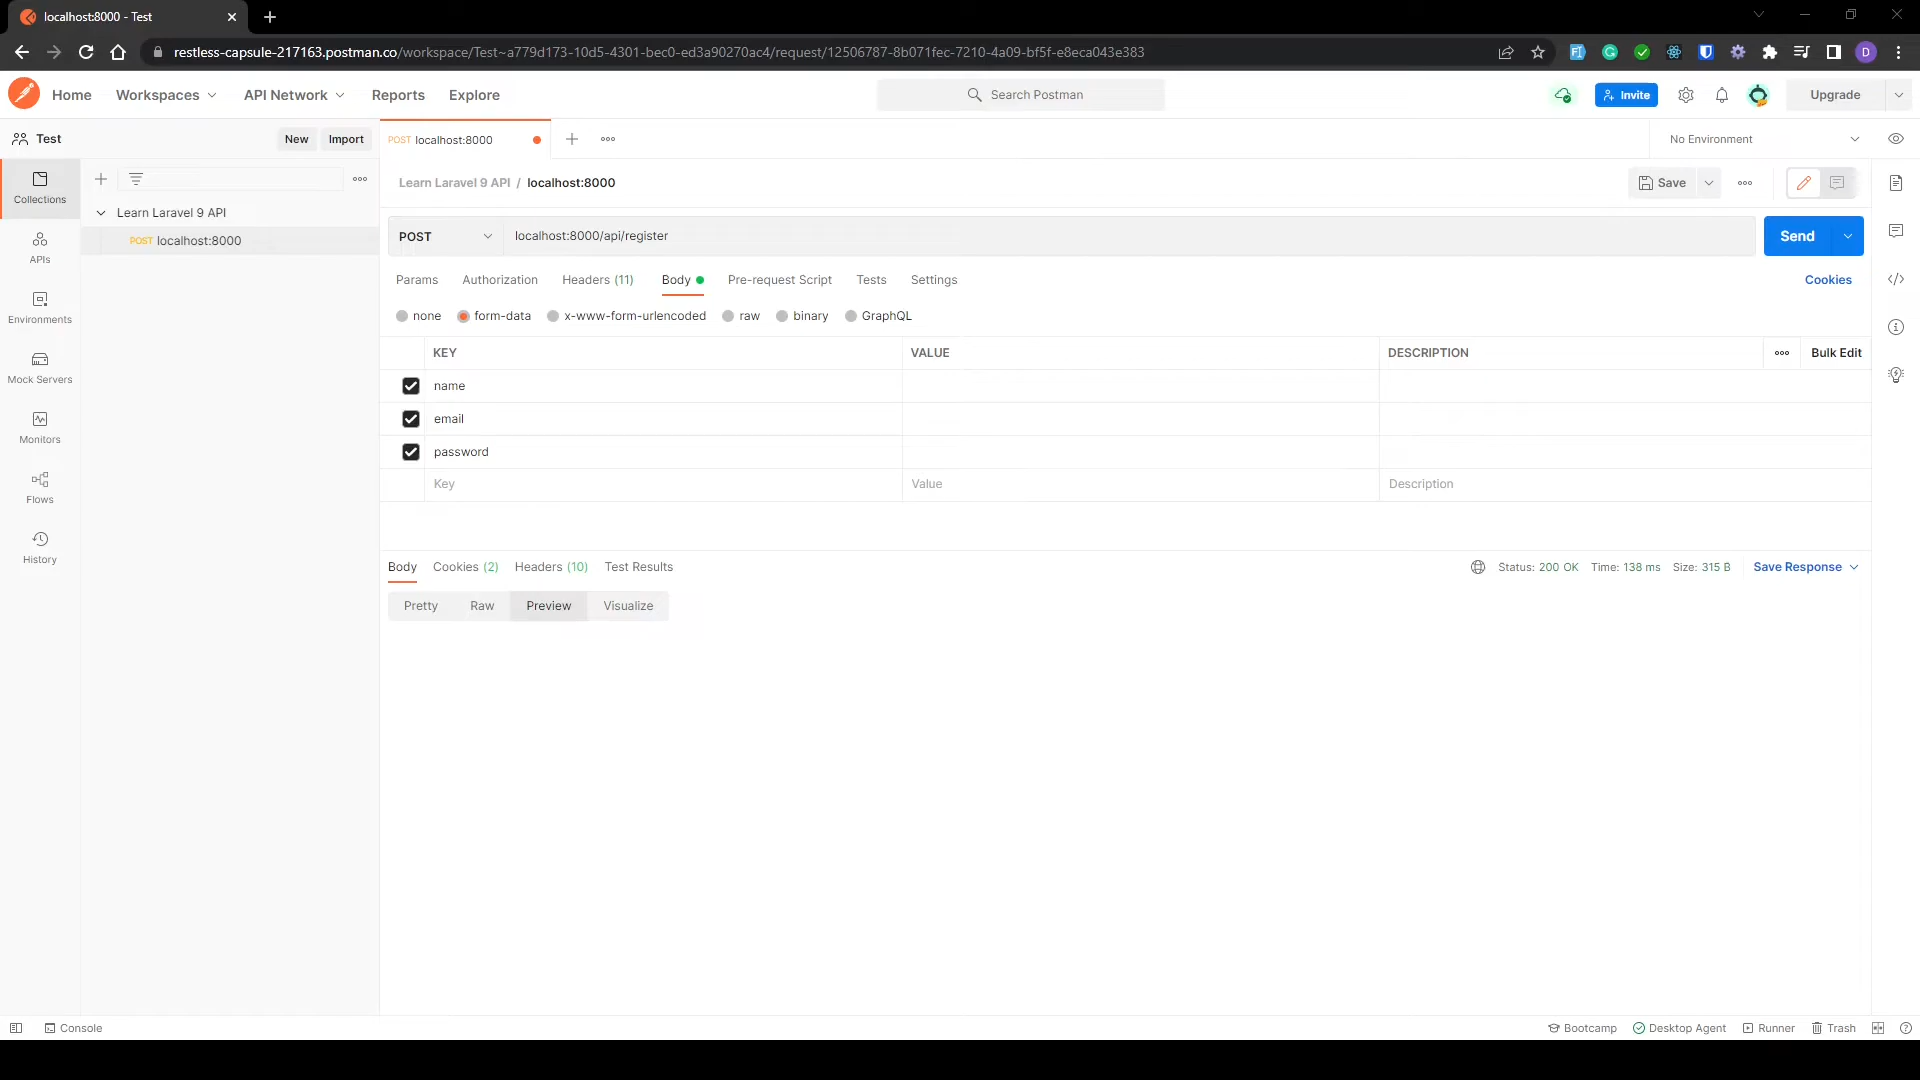 localhost:8000 - Test
restless-capsule-217163.postman.co/workspace/Test~a779d173-10d5-4301-bec0-ed3a90270ac4/request/12506787-8b071fec-7210-4a09-bf5f-e8eca043e383
D
Home Workspaces API Network Reports Explore Search Postman Invite Upgrade
Test New Import POST localhost:8000 No Environment
Collections
Learn Laravel 9 API / localhost:8000 Save
Learn Laravel 9 API
POST localhost:8000
POST localhost:8000/api/register Send
APIs
Params Authorization Headers (11) Body Pre-request Script Tests Settings Cookies
Environments
none form-data x-www-form-urlencoded raw binary GraphQL
KEY VALUE DESCRIPTION Bulk Edit
Mock Servers
name
email
Monitors
password
Key Value Description
Flows
History
Body Cookies (2) Headers (10) Test Results Status: 200 OK Time: 138 ms Size: 315 B Save Response
Pretty Raw Preview Visualize
Console Bootcamp Desktop Agent Runner Trash